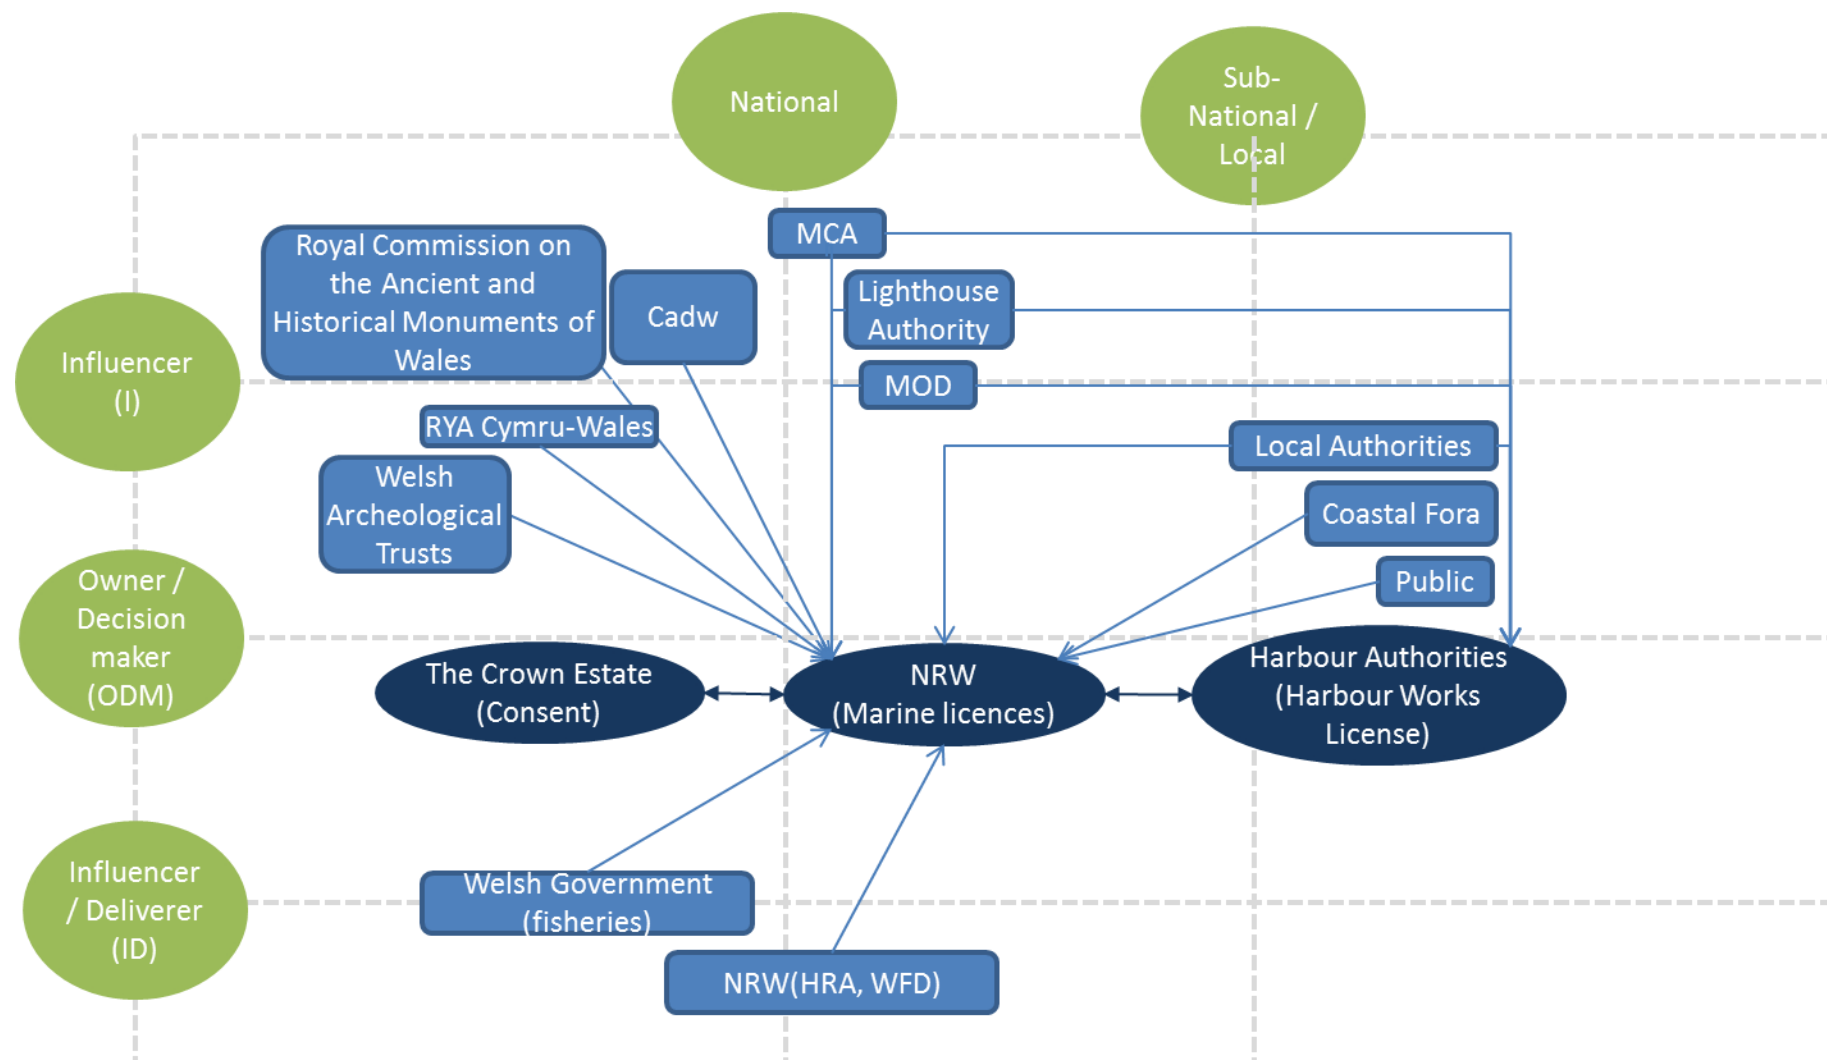 National
Sub-
National /
Local
MCA
Royal Commission on
the Ancient and
Historical Monuments of
Wales
Cadw
Lighthouse
Authority
Influencer
(I)
MOD
RYA Cymru-Wales
Local Authorities
Welsh
Archeological
Trusts
Coastal Fora
Public
Owner /
Decision
maker
(ODM)
The Crown Estate
(Consent)
NRW
(Marine licences)
Harbour Authorities
(Harbour Works
License)
Influencer
/ Deliverer
(ID)
Welsh Government
(fisheries)
NRW(HRA, WFD)